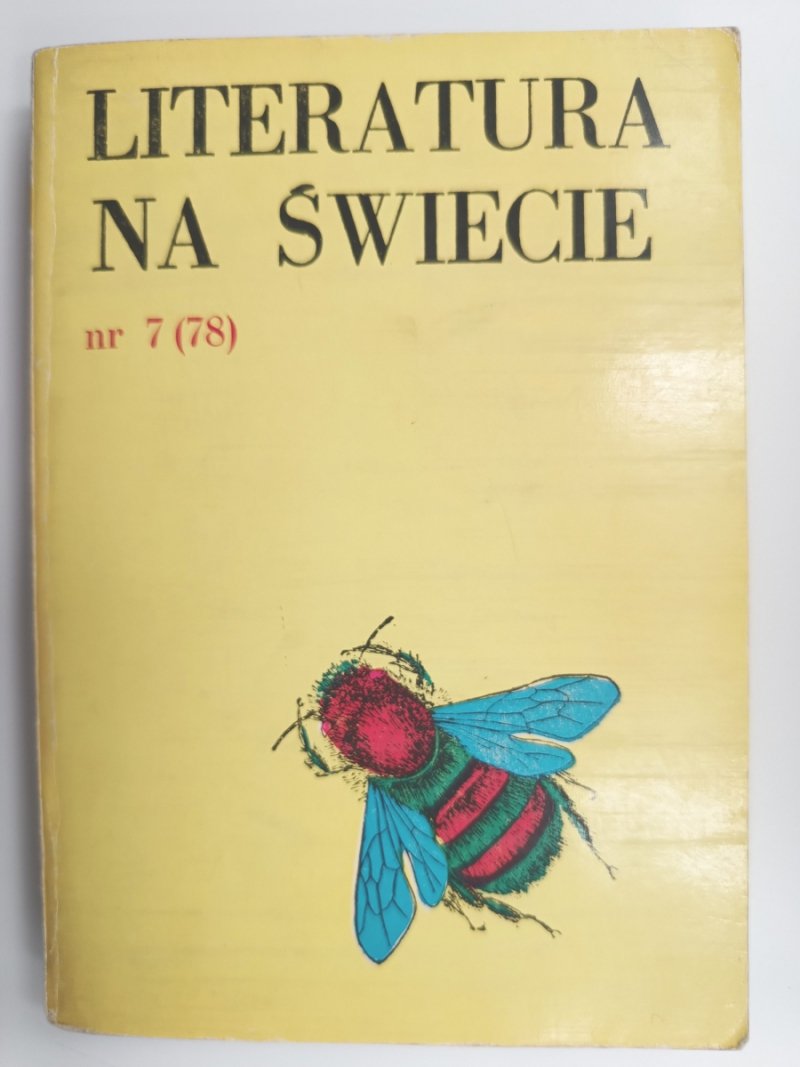 LITERATURA
NA ŚWIECIE
nr 7 (78)